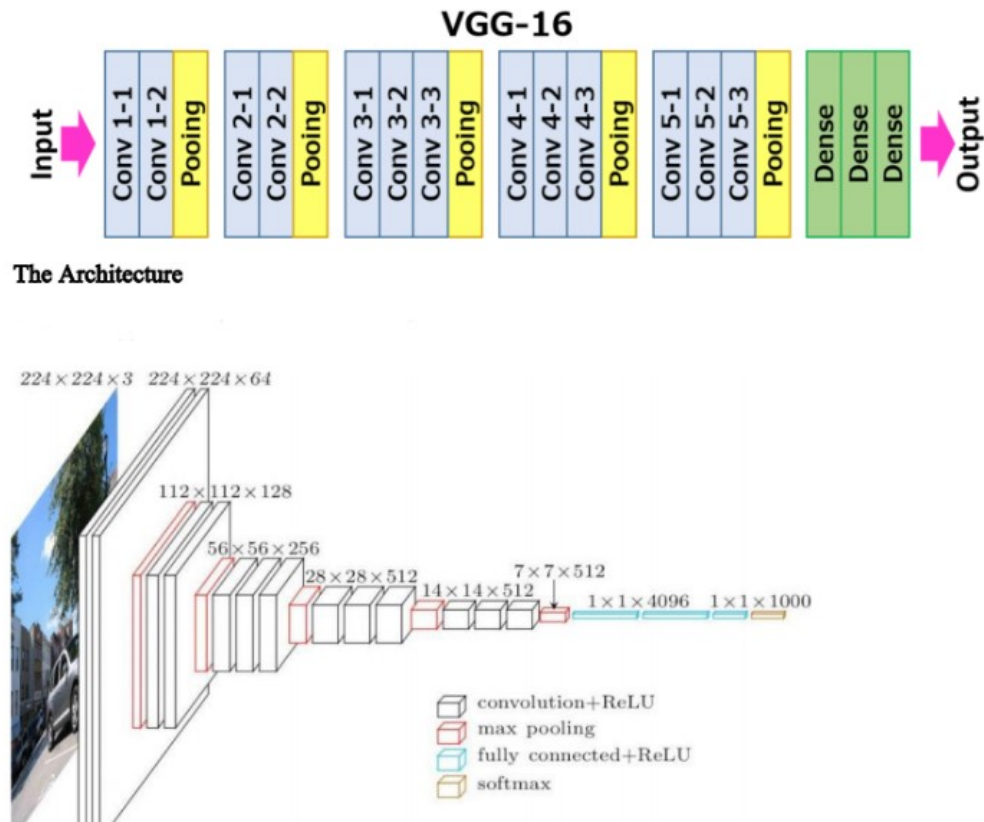 VGG-16
Input
Conv 1-1
Conv 1-2
Pooing
Conv 2-1
Conv 2-2
Pooing
Conv 3-1
Conv 3-2
Conv 3-3
Pooing
Conv 4-1
Conv 4-2
Conv 4-3
Pooing
Conv 5-1
Conv 5-2
Conv 5-3
Pooing
Dense
Dense
Dense
Output
The Architecture
224×224×3
224×224×64
112×112×128
56×56×256
28×28×512
14×14×512
7×7×512
1×1×4096
1×1×1000
convolution+ReLU
max pooling
fully connected+ReLU
softmax